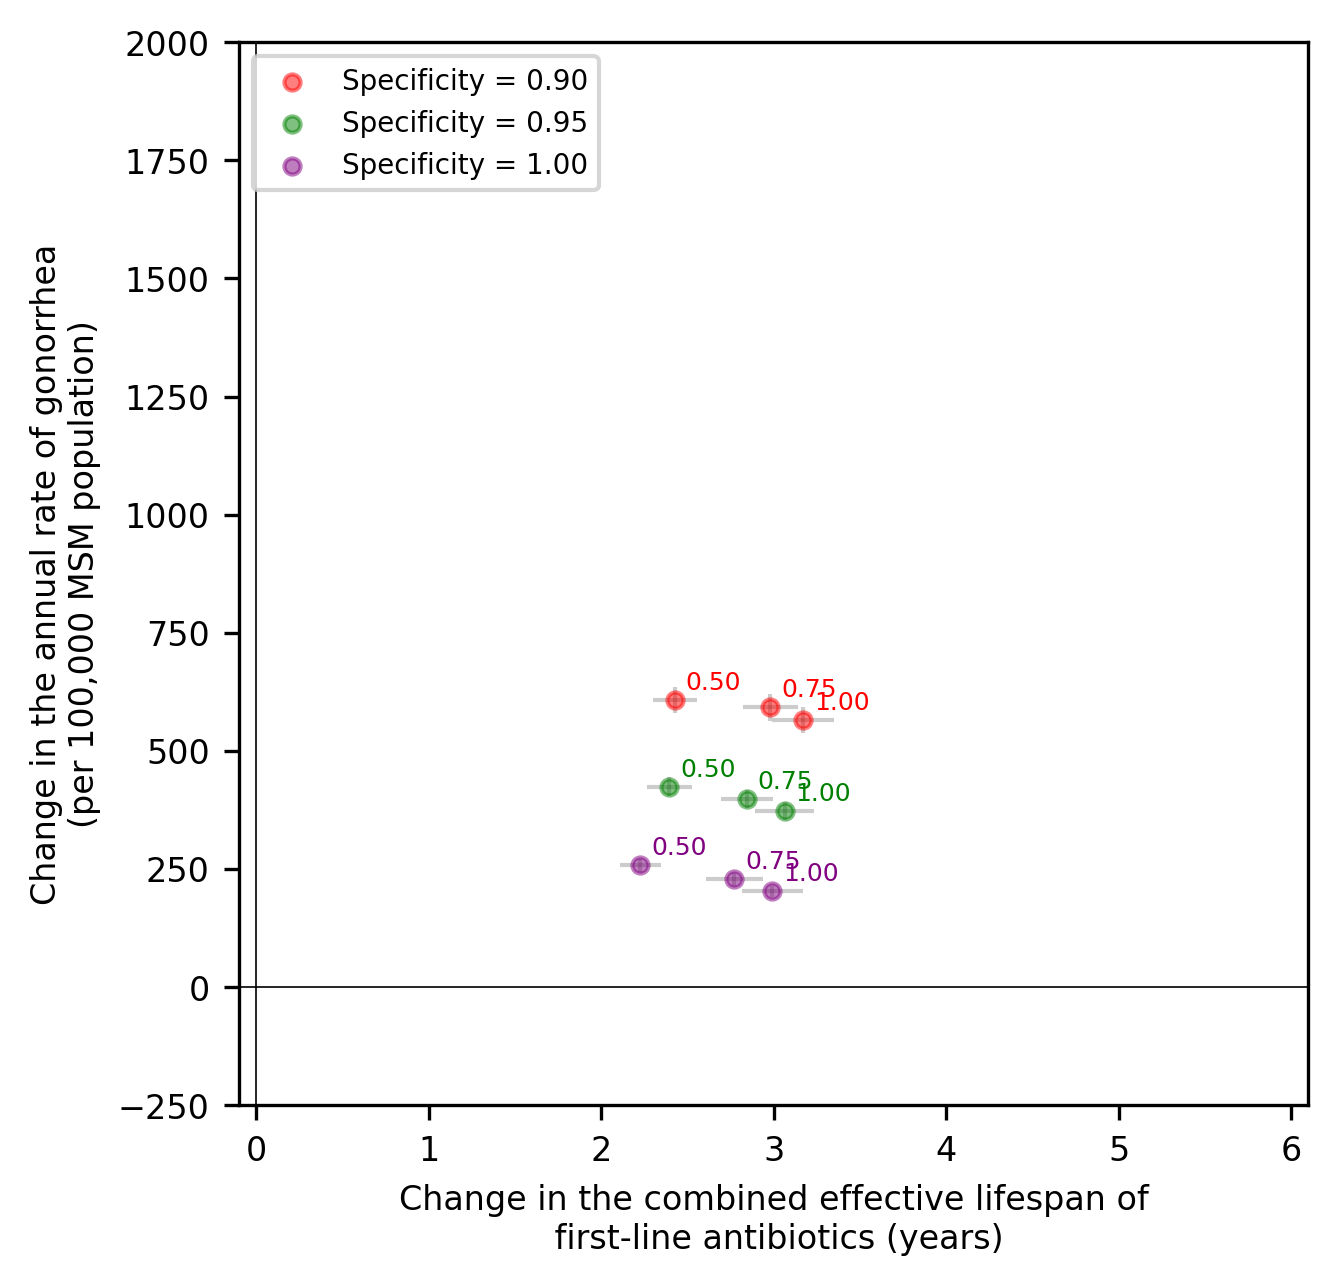 2000
1750
1500
1250
1000
750
500
250
0
−250
Change in the annual rate of gonorrhea
(per 100,000 MSM population)
Specificity = 0.90
Specificity = 0.95
Specificity = 1.00
0.50
0.75
1.00
0.50
0.75
1.00
0.50
0.75
1.00
0 1 2 3 4 5 6
Change in the combined effective lifespan of
first-line antibiotics (years)